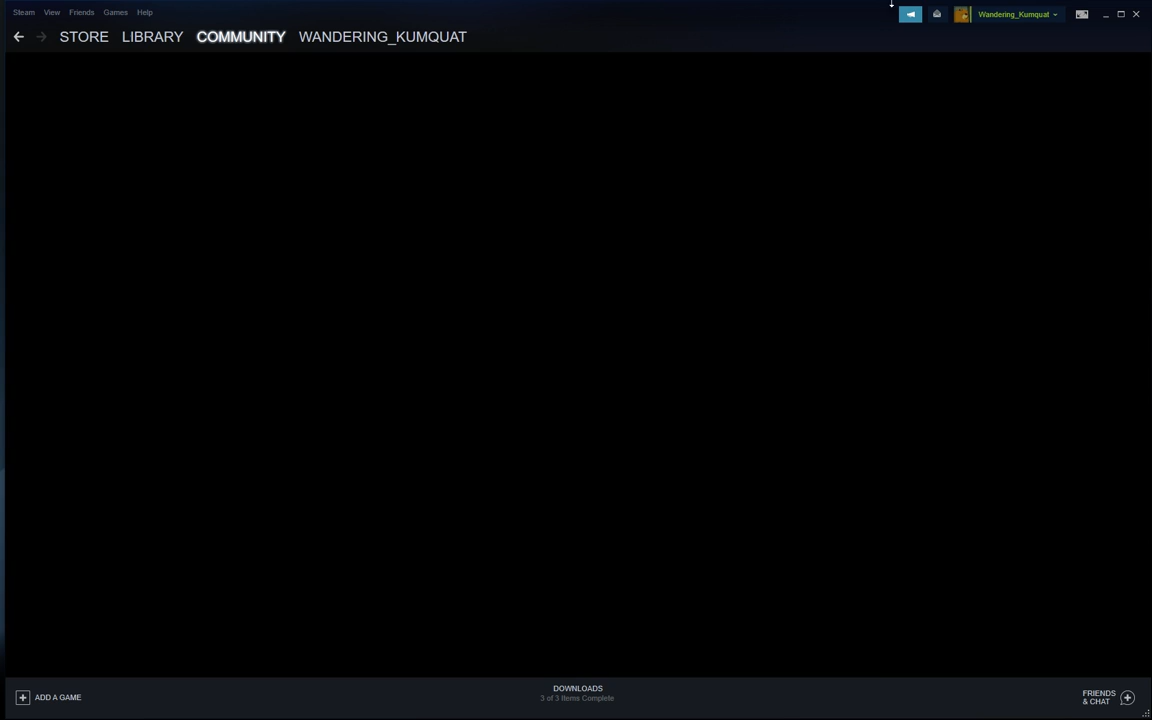 Steam View Friends Games Help
Wandering_Kumquat
STORE LIBRARY COMMUNITY WANDERING_KUMQUAT
ADD A GAME
DOWNLOADS
3 of 3 Items Complete
FRIENDS
& CHAT